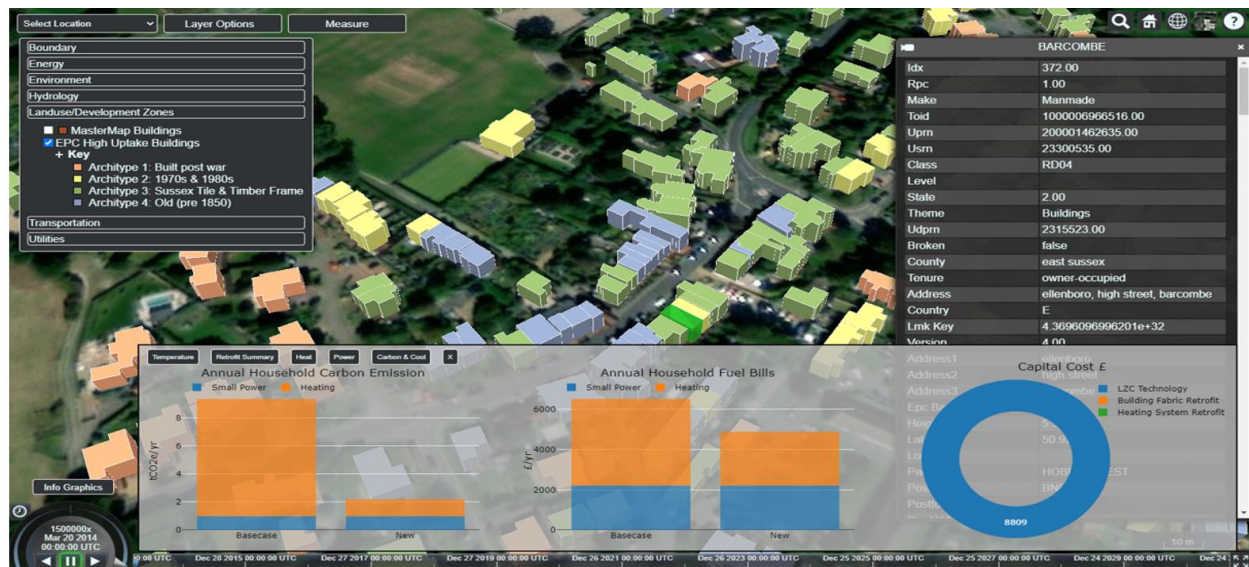 Select Location
Layer Options
Measure
?
Boundary
Energy
Environment
Hydrology
Landuse/Development Zones
MasterMap Buildings
EPC High Uptake Buildings
+ Key
Architype 1: Built post war
Architype 2: 1970s & 1980s
Architype 3: Sussex Tile & Timber Frame
Architype 4: Old (pre 1850)
Transportation
Utilities
BARCOMBE
×
Idx 372.00
Rpc 1.00
Make Manmade
Toid 1000006966516.00
Uprn 200001462635.00
Usrn 23300535.00
Class RD04
Level
State 2.00
Theme Buildings
Udprn 2315523.00
Broken false
County east sussex
Tenure owner-occupied
Address ellenboro, high street, barcombe
Country E
Lmk Key 4.3696096996201e+32
Version 4.00
Address1 ellenboro
Address2 high street
Address3
Temperature
Retrofit Summary
Heat
Power
Carbon & Cost
X
Annual Household Carbon Emission
Small Power
Heating
tCO2e/yr
8
6
4
2
0
Basecase
New
Annual Household Fuel Bills
Small Power
Heating
£/yr
6000
4000
2000
0
Basecase
New
Capital Cost £
LZC Technology
Building Fabric Retrofit
Heating System Retrofit
8809
10 m
Info Graphics
1500000x
Mar 20 2014
00:00:00 UTC
00:00 UTC
Dec 28 2015 00:00:00 UTC
Dec 27 2017 00:00:00 UTC
Dec 27 2019 00:00:00 UTC
Dec 26 2021 00:00:00 UTC
Dec 26 2023 00:00:00 UTC
Dec 25 2025 00:00:00 UTC
Dec 25 2027 00:00:00 UTC
Dec 24 2029 00:00:00 UTC
Dec 24